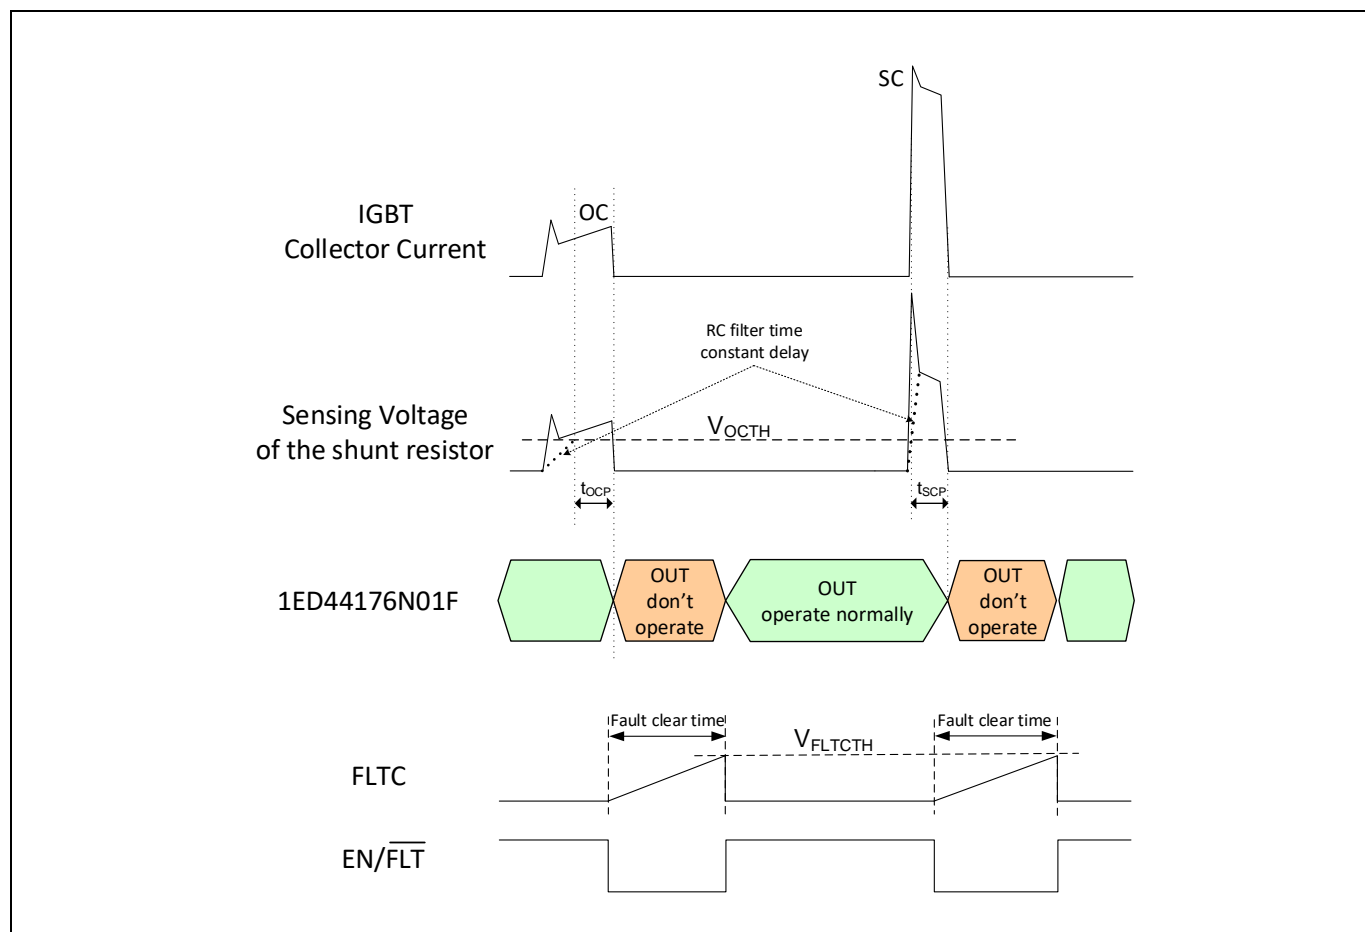 SC
OC
IGBT
Collector Current
RC filter time
constant delay
Sensing Voltage
of the shunt resistor
VOCTH
tOCP
tSCP
1ED44176N01F
OUT
don’t
operate
OUT
operate normally
OUT
don’t
operate
Fault clear time
Fault clear time
VFLTCTH
FLTC
EN/FLT